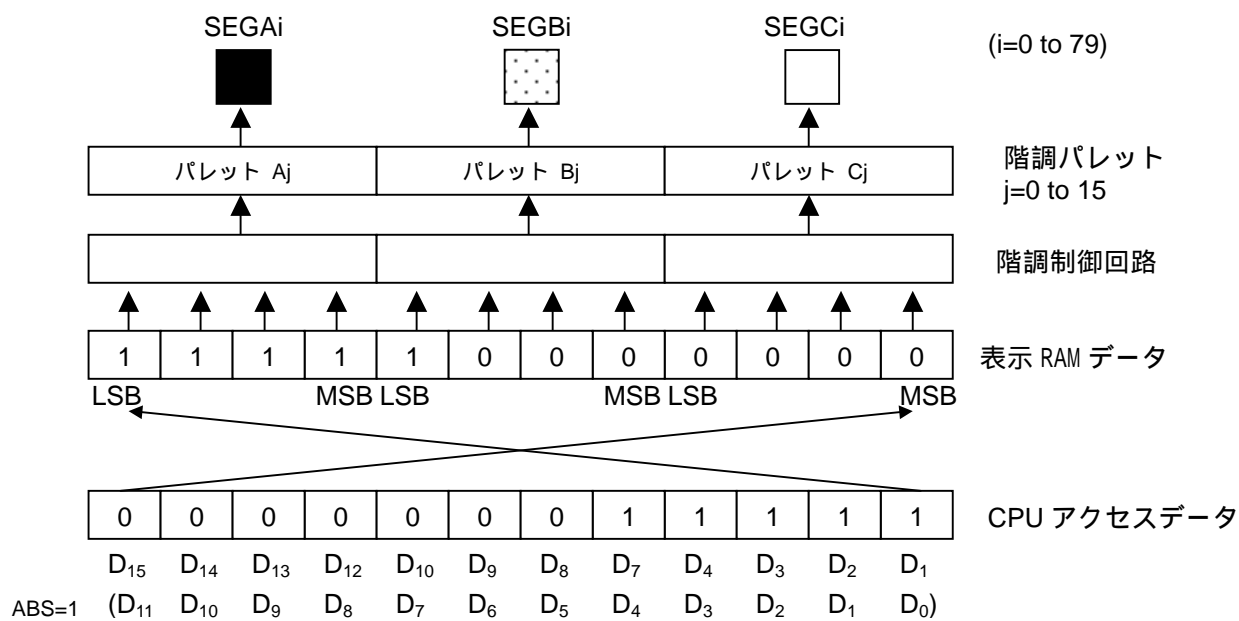 SEGAi SEGBi SEGCi (i=0 to 79)
パレット Aj パレット Bj パレット Cj 階調パレット
j=0 to 15
階調制御回路
1 1 1 1 1 0 0 0 0 0 0 0 表示 RAM データ
LSB MSB LSB MSB LSB MSB
0 0 0 0 0 0 0 1 1 1 1 1 CPU アクセスデータ
D15 D14 D13 D12 D10 D9 D8 D7 D4 D3 D2 D1
ABS=1 (D11 D10 D9 D8 D7 D6 D5 D4 D3 D2 D1 D0)